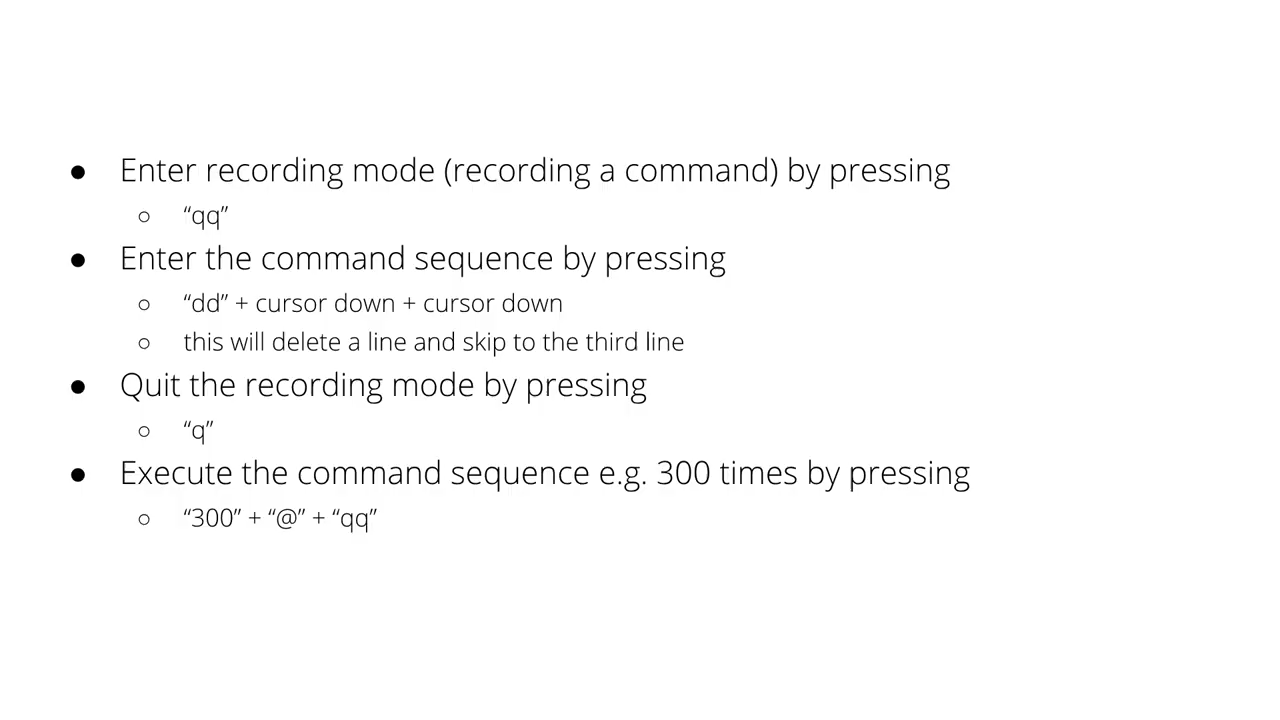 ● Enter recording mode (recording a command) by pressing
○ “qq”
● Enter the command sequence by pressing
○ “dd” + cursor down + cursor down
○ this will delete a line and skip to the third line
● Quit the recording mode by pressing
○ “q”
● Execute the command sequence e.g. 300 times by pressing
○ “300” + “@” + “qq”